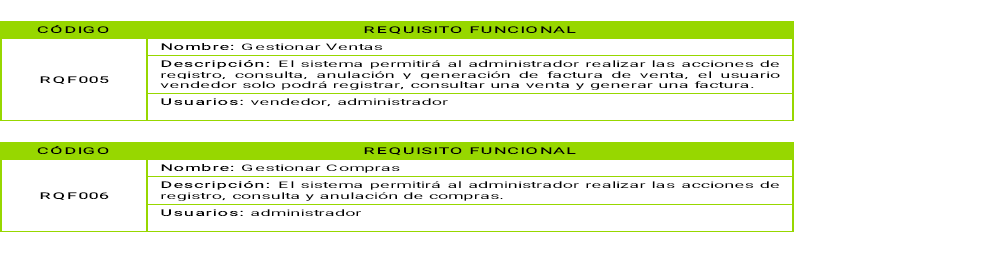 CÓDIGO REQUISITO FUNCIONAL
Nombre: Gestionar Ventas
RQF005
Descripción: El sistema permitirá al administrador realizar las acciones de
registro, consulta, anulación y generación de factura de venta, el usuario
vendedor solo podrá registrar, consultar una venta y generar una factura.
Usuarios: vendedor, administrador
CÓDIGO REQUISITO FUNCIONAL
Nombre: Gestionar Compras
RQF006
Descripción: El sistema permitirá al administrador realizar las acciones de
registro, consulta y anulación de compras.
Usuarios: administrador